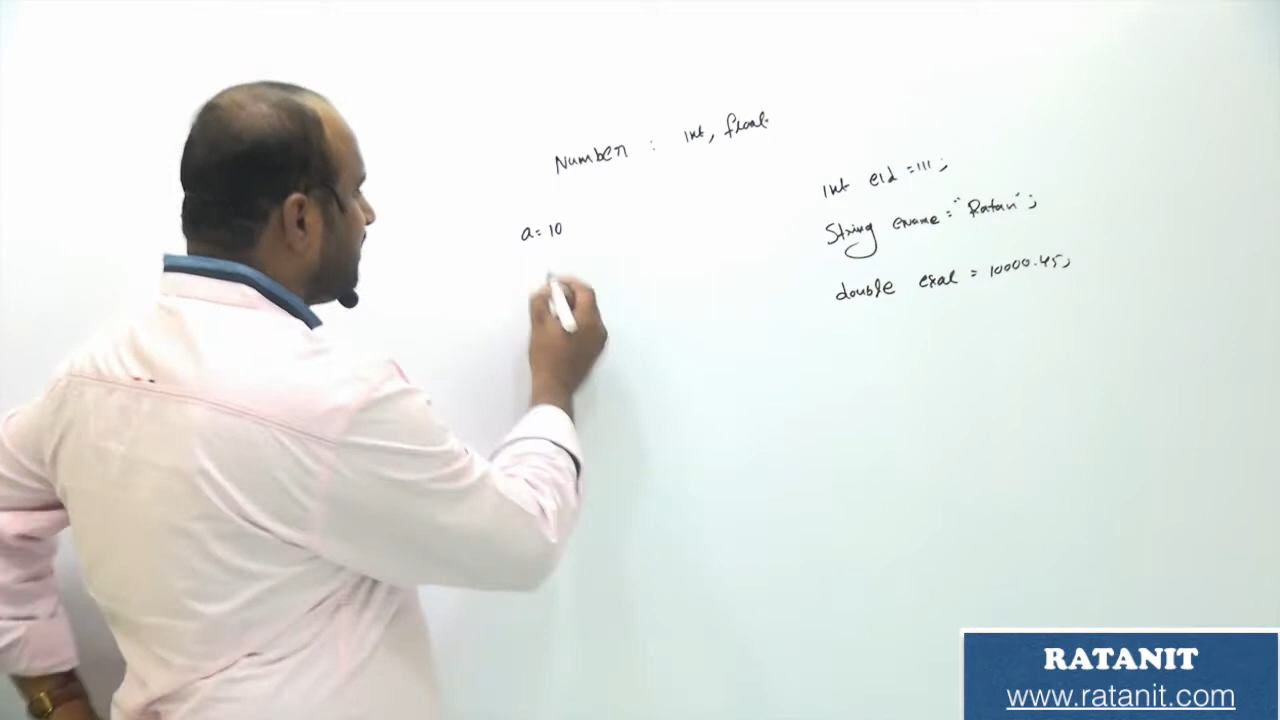 Number : int, float
a = 10
int eid = 111;
String ename = "Ratan";
double esal = 10000.45;
RATANIT
www.ratanit.com